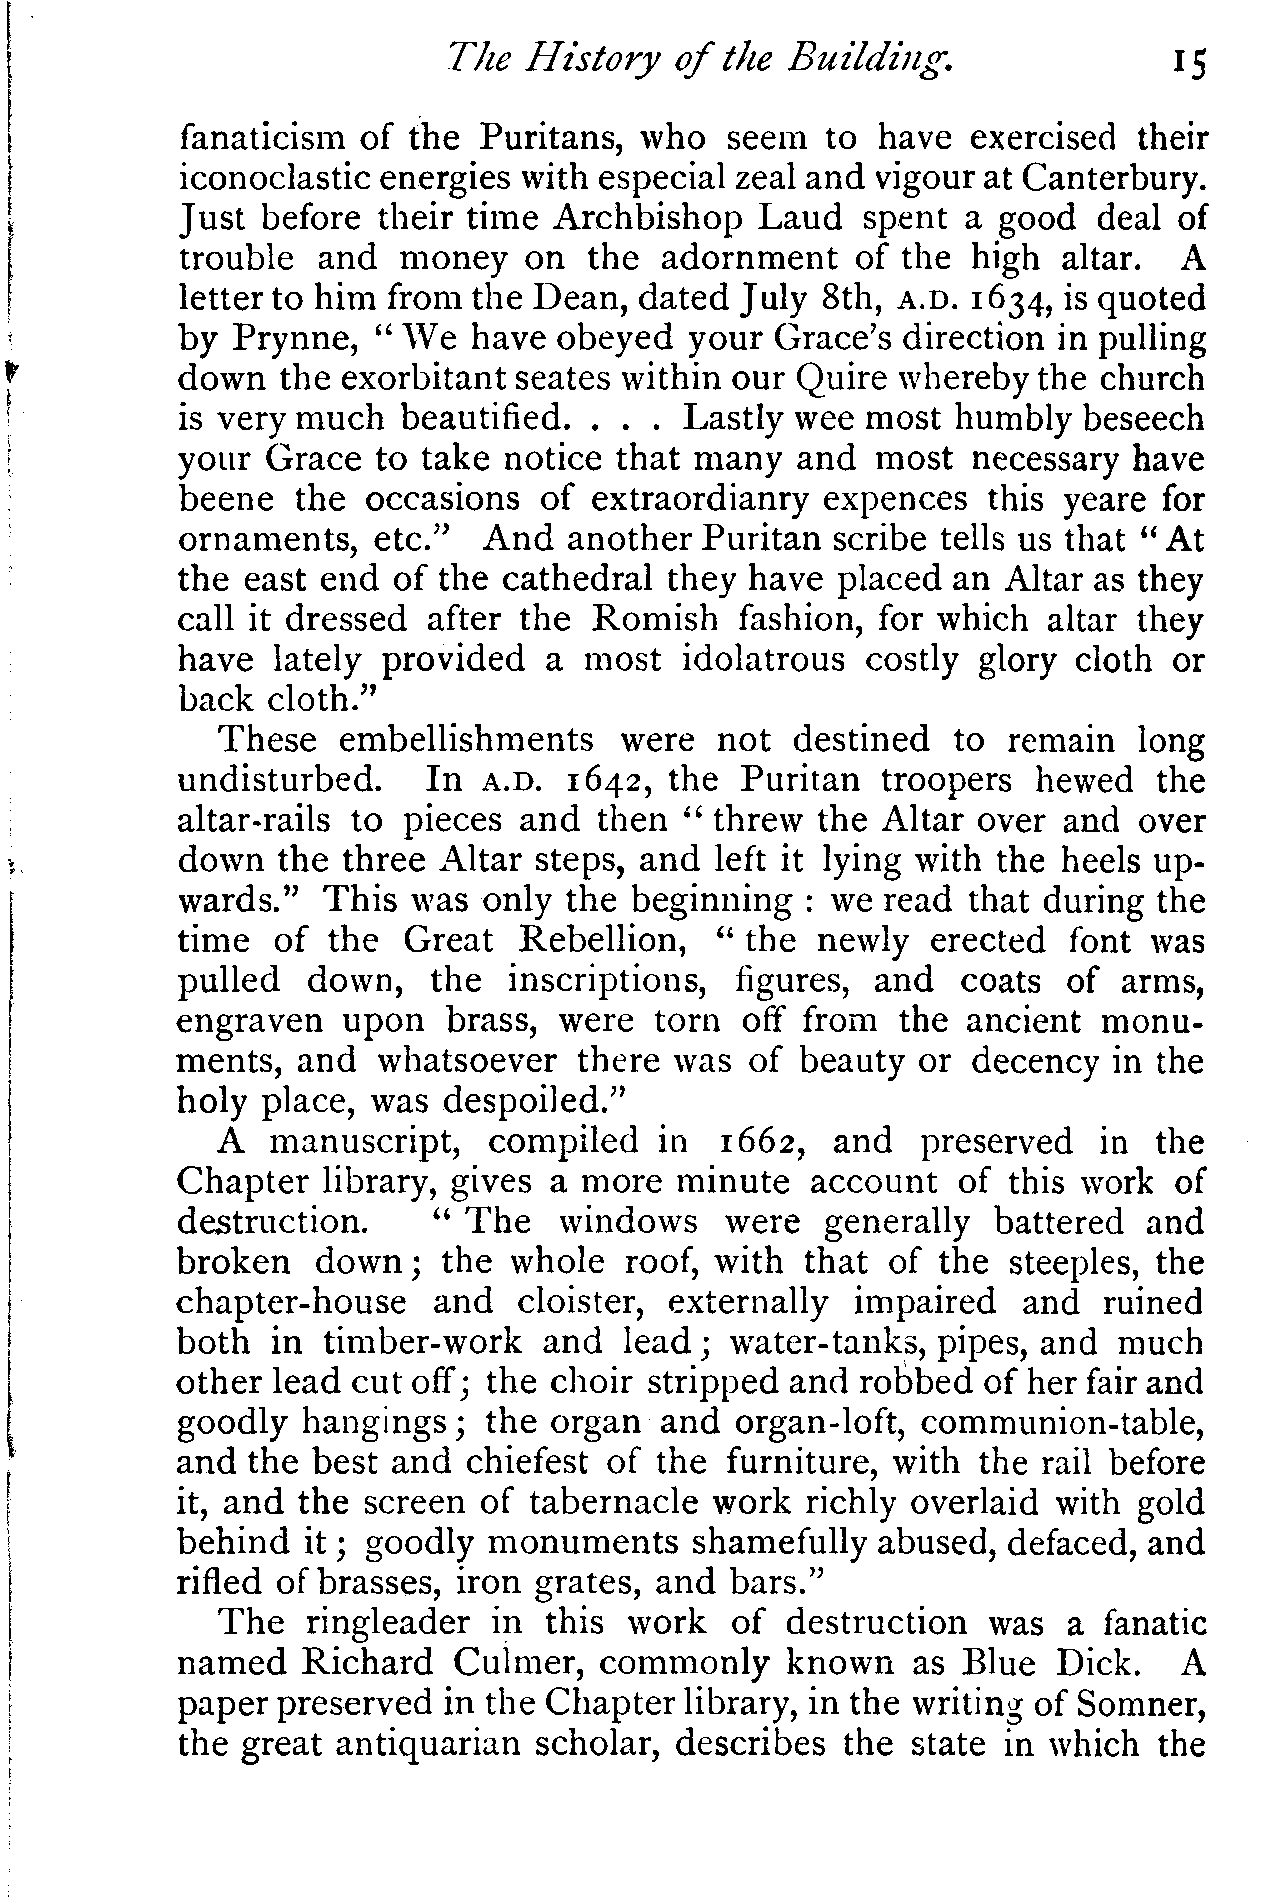 The History of the Building. 15
fanaticism of the Puritans, who seem to have exercised their
iconoclastic energies with especial zeal and vigour at Canterbury.
Just before their time Archbishop Laud spent a good deal of
trouble and money on the adornment of the high altar. A
letter to him from the Dean, dated July 8th, A.D. 1634, is quoted
by Prynne, “ We have obeyed your Grace's direction in pulling
down the exorbitant seates within our Quire whereby the church
is very much beautified. . . . Lastly wee most humbly beseech
your Grace to take notice that many and most necessary have
beene the occasions of extraordianry expences this yeare for
ornaments, etc.” And another Puritan scribe tells us that “ At
the east end of the cathedral they have placed an Altar as they
call it dressed after the Romish fashion, for which altar they
have lately provided a most idolatrous costly glory cloth or
back cloth.”
These embellishments were not destined to remain long
undisturbed. In A.D. 1642, the Puritan troopers hewed the
altar-rails to pieces and then “ threw the Altar over and over
down the three Altar steps, and left it lying with the heels up-
wards.” This was only the beginning : we read that during the
time of the Great Rebellion, “ the newly erected font was
pulled down, the inscriptions, figures, and coats of arms,
engraven upon brass, were torn off from the ancient monu-
ments, and whatsoever there was of beauty or decency in the
holy place, was despoiled.”
A manuscript, compiled in 1662, and preserved in the
Chapter library, gives a more minute account of this work of
destruction. “ The windows were generally battered and
broken down ; the whole roof, with that of the steeples, the
chapter-house and cloister, externally impaired and ruined
both in timber-work and lead ; water-tanks, pipes, and much
other lead cut off ; the choir stripped and robbed of her fair and
goodly hangings ; the organ and organ-loft, communion-table,
and the best and chiefest of the furniture, with the rail before
it, and the screen of tabernacle work richly overlaid with gold
behind it ; goodly monuments shamefully abused, defaced, and
rifled of brasses, iron grates, and bars.”
The ringleader in this work of destruction was a fanatic
named Richard Culmer, commonly known as Blue Dick. A
paper preserved in the Chapter library, in the writing of Somner,
the great antiquarian scholar, describes the state in which the